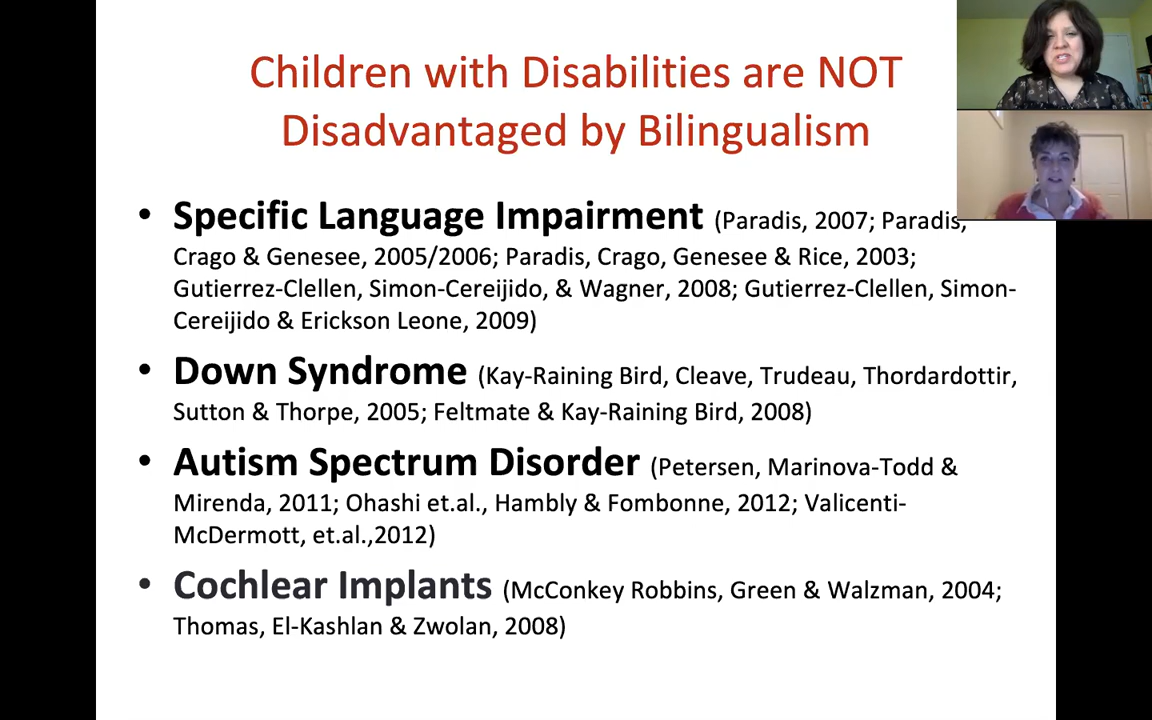 Children with Disabilities are NOT
Disadvantaged by Bilingualism
• Specific Language Impairment (Paradis, 2007; Paradis,
Crago & Genesee, 2005/2006; Paradis, Crago, Genesee & Rice, 2003;
Gutierrez-Clellen, Simon-Cereijido, & Wagner, 2008; Gutierrez-Clellen, Simon-
Cereijido & Erickson Leone, 2009)
• Down Syndrome (Kay-Raining Bird, Cleave, Trudeau, Thordardottir,
Sutton & Thorpe, 2005; Feltmate & Kay-Raining Bird, 2008)
• Autism Spectrum Disorder (Petersen, Marinova-Todd &
Mirenda, 2011; Ohashi et.al., Hambly & Fombonne, 2012; Valicenti-
McDermott, et.al.,2012)
• Cochlear Implants (McConkey Robbins, Green & Walzman, 2004;
Thomas, El-Kashlan & Zwolan, 2008)